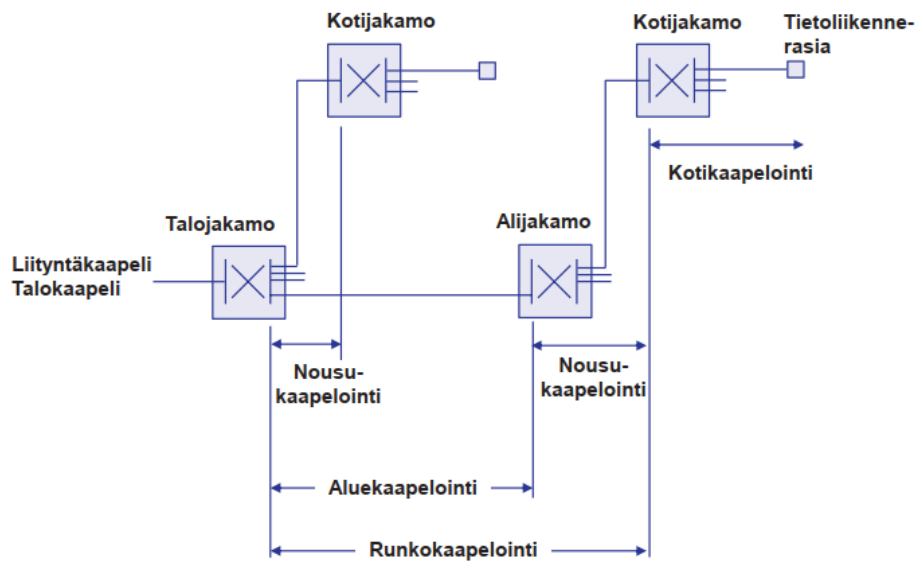 Kotijakamo
Kotijakamo
Tietoliikenne-
rasia
Kotikaapelointi
Talojakamo
Alijakamo
Liityntäkaapeli
Talokaapeli
Nousu-
kaapelointi
Nousu-
kaapelointi
Aluekaapelointi
Runkokaapelointi